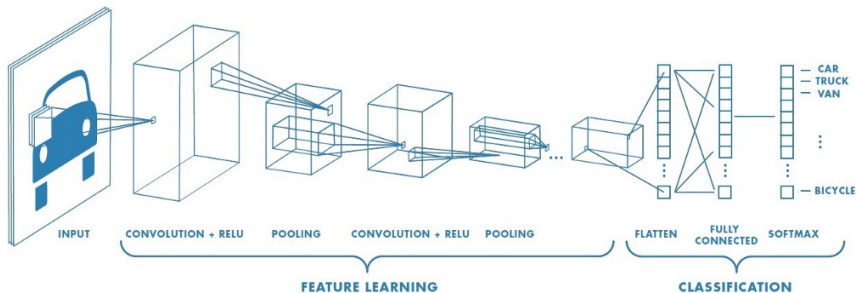 CAR
TRUCK
VAN
BICYCLE
INPUT
CONVOLUTION + RELU
POOLING
CONVOLUTION + RELU
POOLING
FLATTEN
FULLY
CONNECTED
SOFTMAX
FEATURE LEARNING
CLASSIFICATION